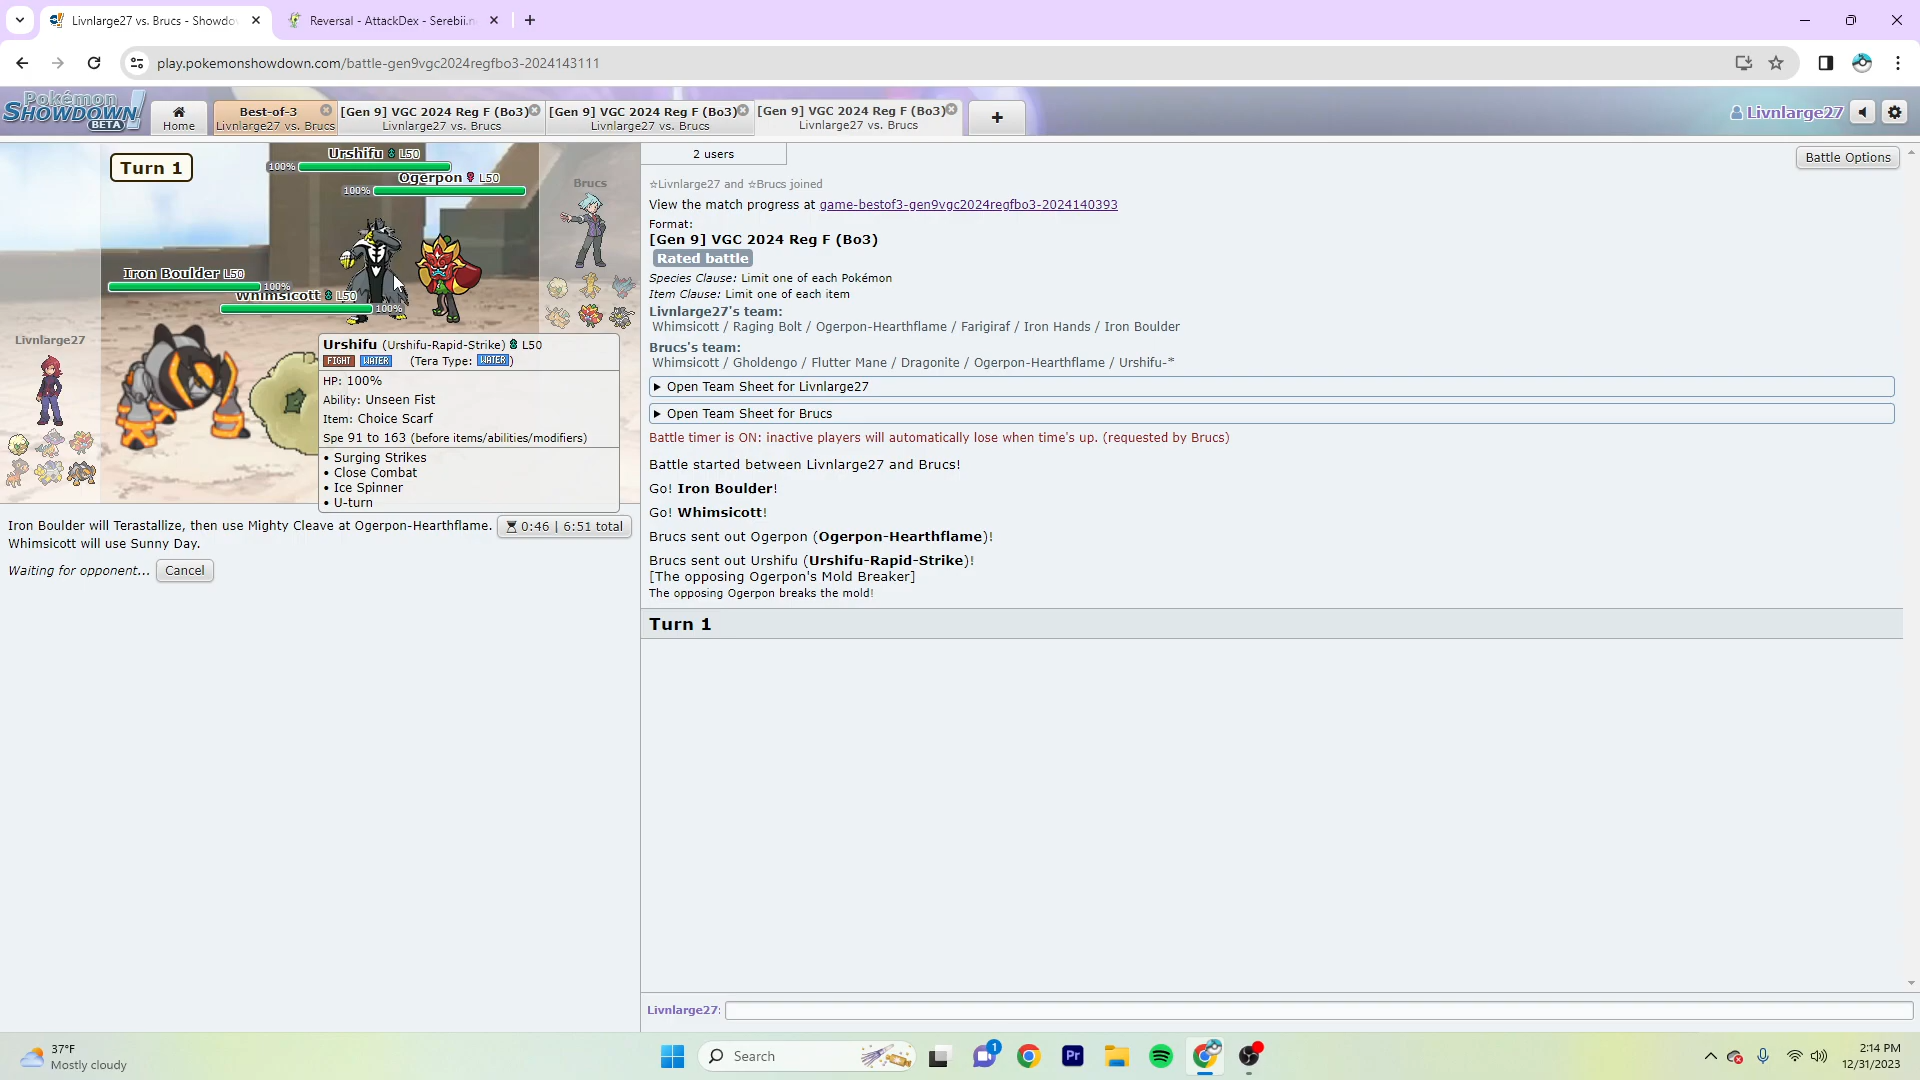 Livnlarge27 vs. Brucs - Showdo
Reversal - AttackDex - Serebii.n
play.pokemonshowdown.com/battle-gen9vgc2024regfbo3-2024143111
Pokémon
SHOWDOWN!
BETA
Home
Best-of-3
Livnlarge27 vs. Brucs
[Gen 9] VGC 2024 Reg F (Bo3)
Livnlarge27 vs. Brucs
[Gen 9] VGC 2024 Reg F (Bo3)
Livnlarge27 vs. Brucs
[Gen 9] VGC 2024 Reg F (Bo3)
Livnlarge27 vs. Brucs
+
Livnlarge27
Turn 1
Urshifu L50
100%
Ogerpon L50
100%
Brucs
Iron Boulder L50
100%
Whimsicott L50
100%
Livnlarge27
Urshifu (Urshifu-Rapid-Strike) L50
FIGHT WATER (Tera Type: WATER)
HP: 100%
Ability: Unseen Fist
Item: Choice Scarf
Spe 91 to 163 (before items/abilities/modifiers)
• Surging Strikes
• Close Combat
• Ice Spinner
• U-turn
Iron Boulder will Terastallize, then use Mighty Cleave at Ogerpon-Hearthflame.
Whimsicott will use Sunny Day.
0:46 | 6:51 total
Waiting for opponent... Cancel
2 users
Battle Options
☆Livnlarge27 and ☆Brucs joined
View the match progress at game-bestof3-gen9vgc2024regfbo3-2024140393
Format:
[Gen 9] VGC 2024 Reg F (Bo3)
Rated battle
Species Clause: Limit one of each Pokémon
Item Clause: Limit one of each item
Livnlarge27's team:
Whimsicott / Raging Bolt / Ogerpon-Hearthflame / Farigiraf / Iron Hands / Iron Boulder
Brucs's team:
Whimsicott / Gholdengo / Flutter Mane / Dragonite / Ogerpon-Hearthflame / Urshifu-*
Open Team Sheet for Livnlarge27
Open Team Sheet for Brucs
Battle timer is ON: inactive players will automatically lose when time's up. (requested by Brucs)
Battle started between Livnlarge27 and Brucs!
Go! Iron Boulder!
Go! Whimsicott!
Brucs sent out Ogerpon (Ogerpon-Hearthflame)!
Brucs sent out Urshifu (Urshifu-Rapid-Strike)!
[The opposing Ogerpon's Mold Breaker]
The opposing Ogerpon breaks the mold!
Turn 1
Livnlarge27:
37°F
Mostly cloudy
Search
1
Pr
2:14 PM
12/31/2023